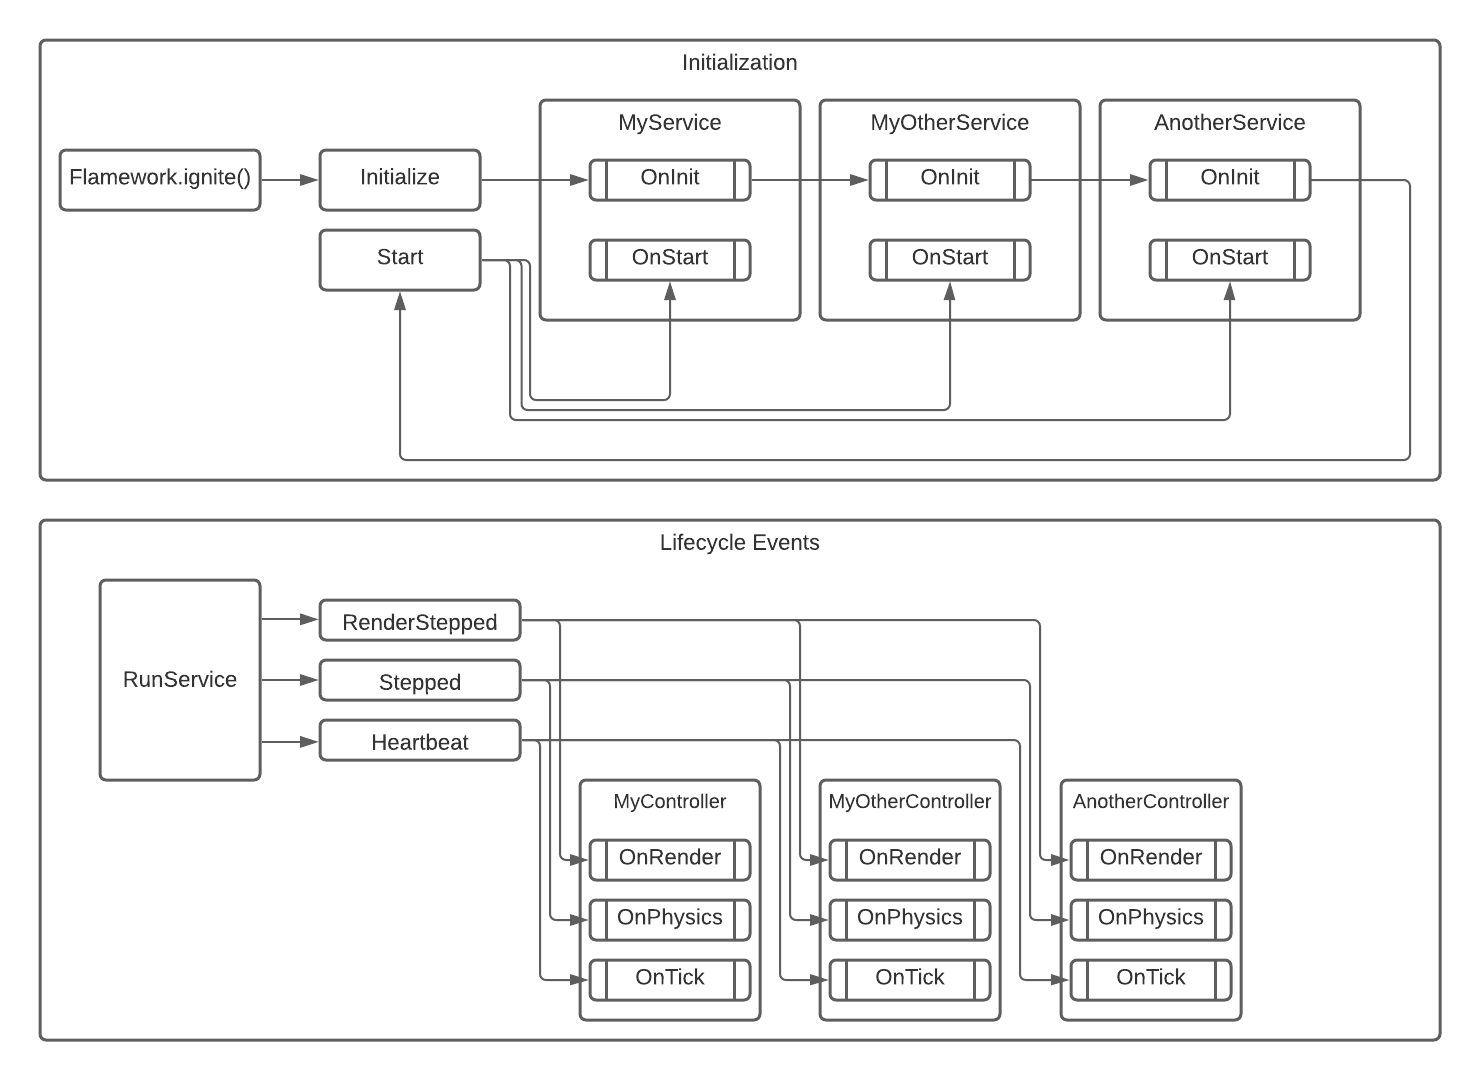 Initialization
MyService
MyOtherService
AnotherService
Flamework.ignite()
Initialize
OnInit
OnInit
OnInit
Start
OnStart
OnStart
OnStart
Lifecycle Events
RunService
RenderStepped
Stepped
Heartbeat
MyController
MyOtherController
AnotherController
OnRender
OnRender
OnRender
OnPhysics
OnPhysics
OnPhysics
OnTick
OnTick
OnTick